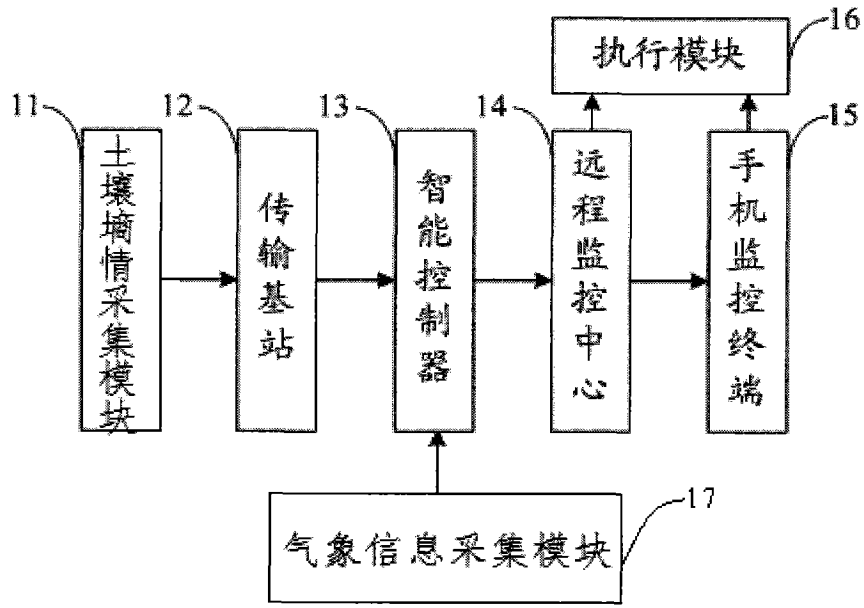 16
执行模块
11
12
13
14
15
土壤墒情采集模块
传输基站
智能控制器
远程监控中心
手机监控终端
17
气象信息采集模块